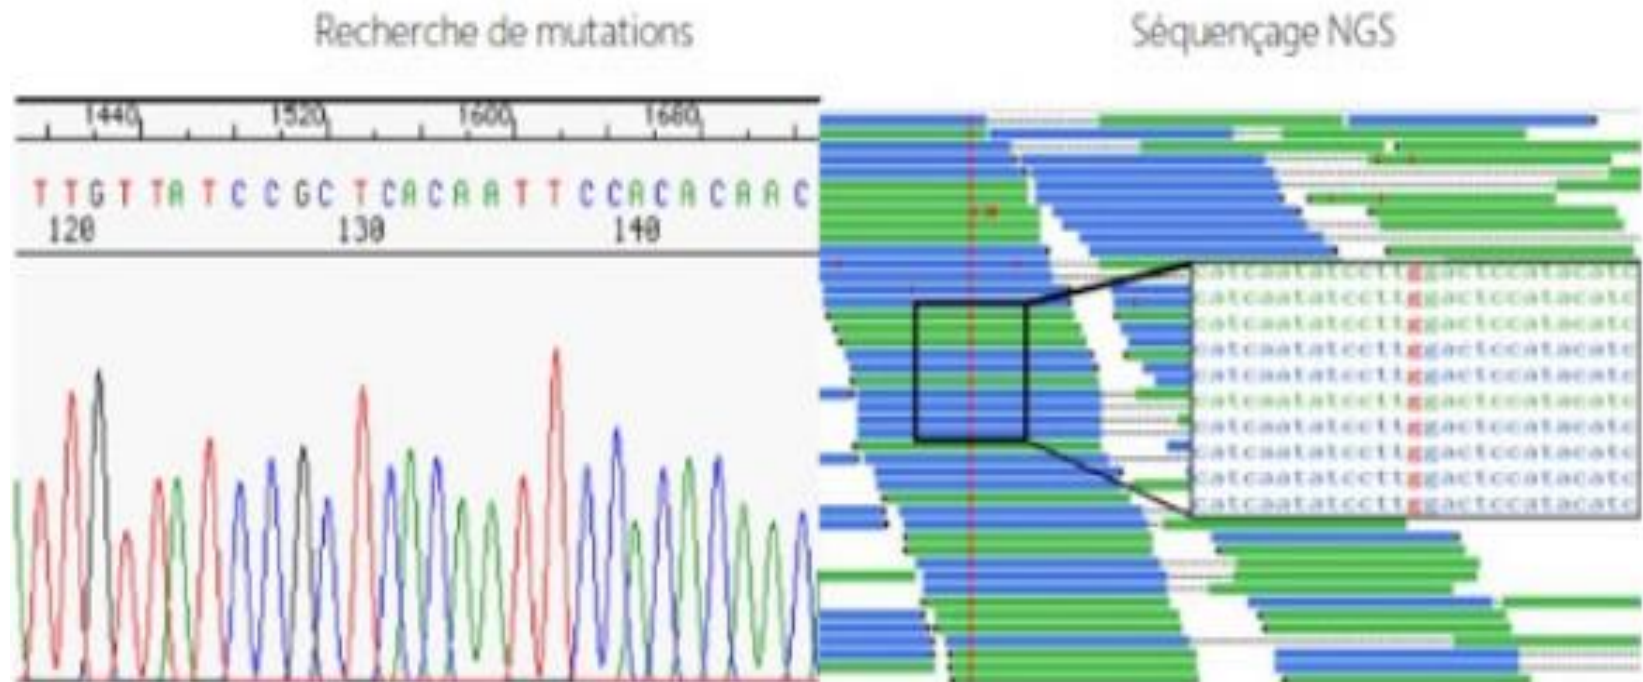 Recherche de mutations
Séquençage NGS
1440 1520 1600 1680
T T G T T A T C C G C T C A C A A T T C C A C A C A A C
120 130 140
catcaatatccttggactccatacatc
catcaatatccttggactccatacatc
catcaatatccttggactccatacatc
catcaatatccttggactccatacatc
catcaatatccttggactccatacatc
catcaatatccttggactccatacatc
catcaatatccttggactccatacatc
catcaatatccttggactccatacatc
catcaatatccttggactccatacatc
catcaatatccttggactccatacatc